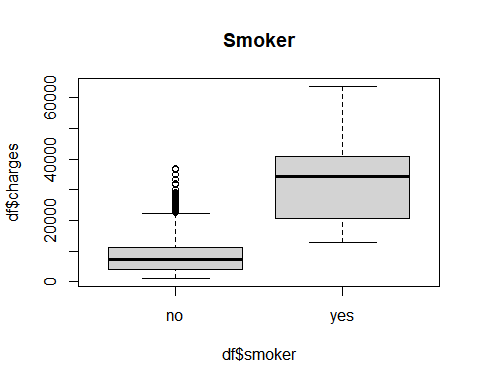 Smoker
df$charges
60000
40000
20000
0
no yes
df$smoker